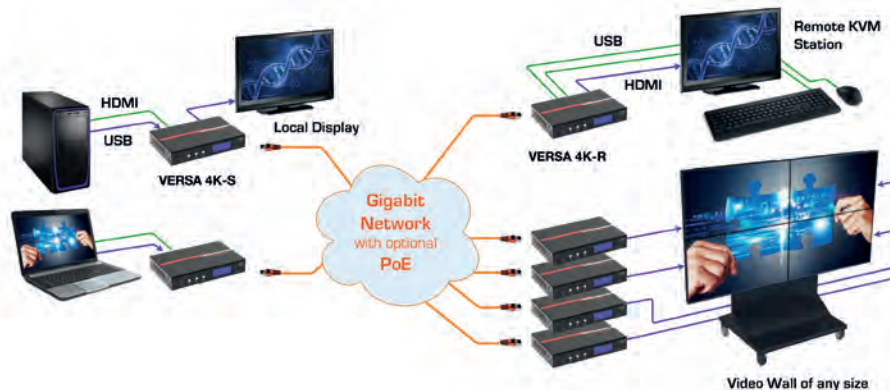 HDMI
USB
VERSA 4K-S
Local Display
USB
HDMI
VERSA 4K-R
Remote KVM
Station
Gigabit
Network
with optional
PoE
Video Wall of any size